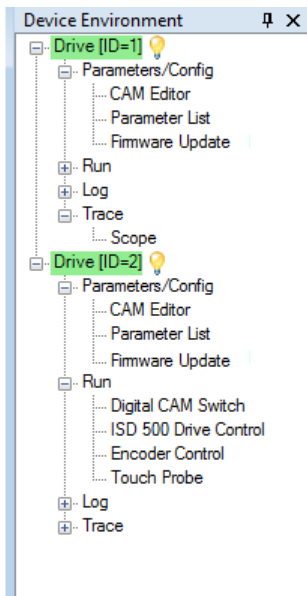 Device Environment
Drive [ID=1]
Parameters/Config
CAM Editor
Parameter List
Firmware Update
Run
Log
Trace
Scope
Drive [ID=2]
Parameters/Config
CAM Editor
Parameter List
Firmware Update
Run
Digital CAM Switch
ISD 500 Drive Control
Encoder Control
Touch Probe
Log
Trace